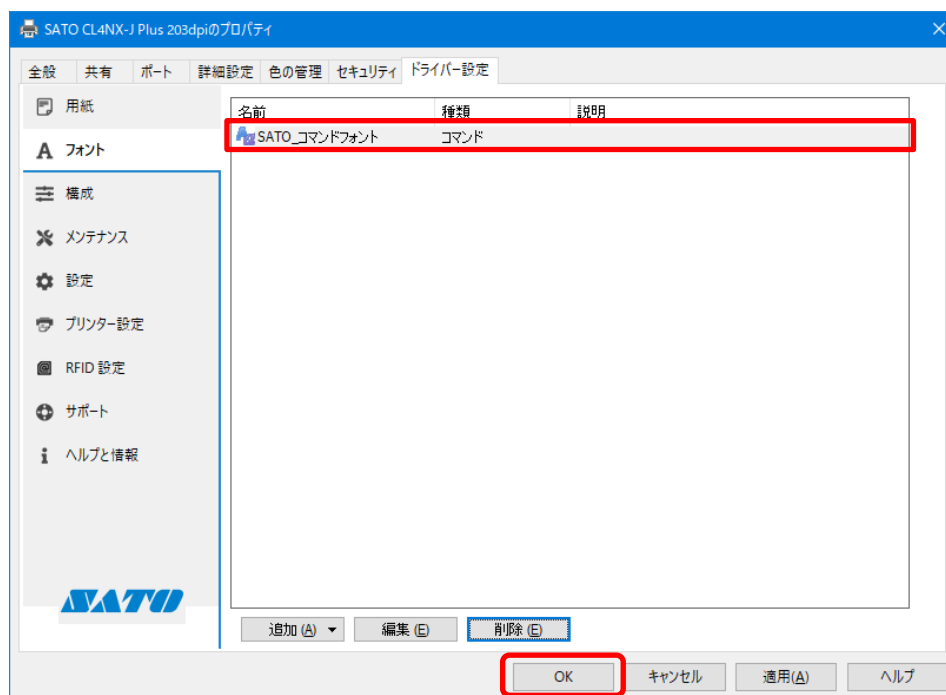 SATO CL4NX-J Plus 203dpiのプロパティ
全般 共有 ポート 詳細設定 色の管理 セキュリティ ドライバー設定
用紙
フォント
構成
メンテナンス
設定
プリンター設定
RFID 設定
サポート
ヘルプと情報
SATO
名前 種類 説明
SATO_コマンドフォント コマンド
追加 (A) 編集 (E) 削除 (E)
OK キャンセル 適用(A) ヘルプ